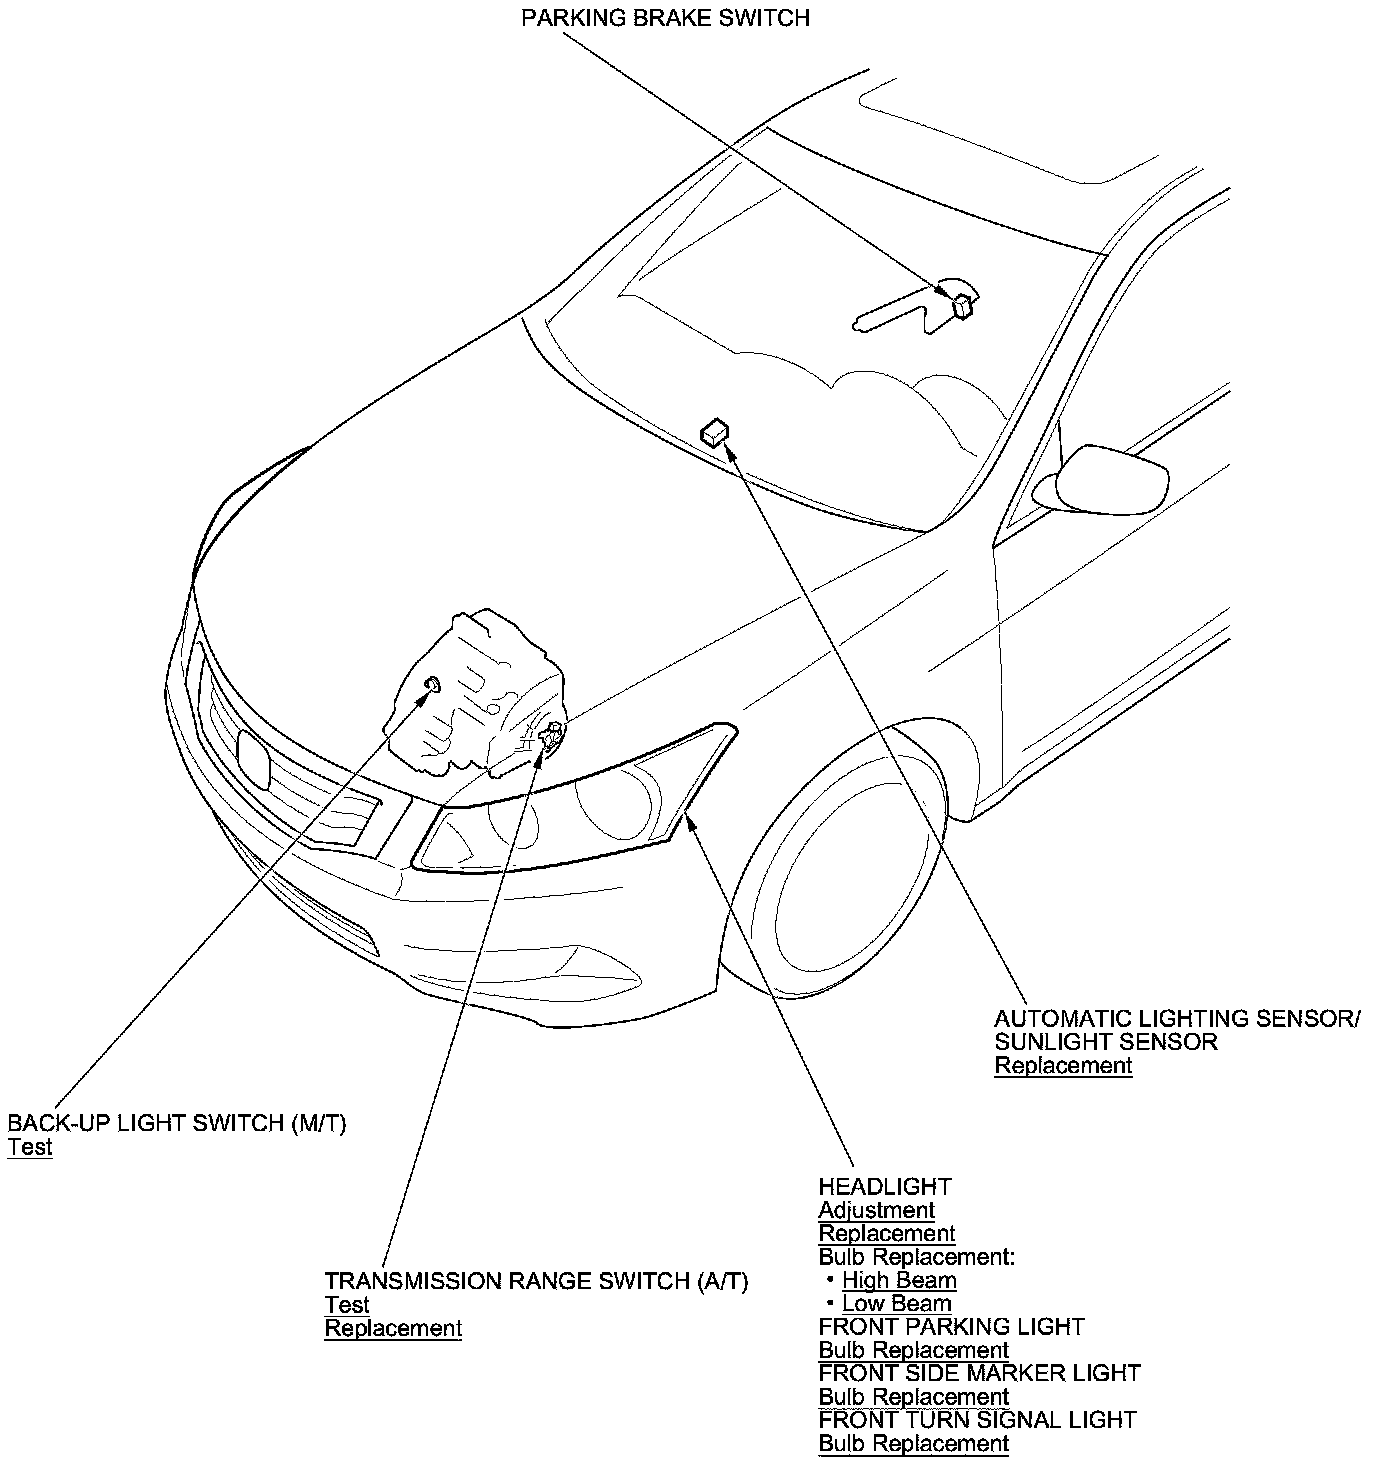 PARKING BRAKE SWITCH
AUTOMATIC LIGHTING SENSOR/
SUNLIGHT SENSOR
Replacement
BACK-UP LIGHT SWITCH (M/T)
Test
TRANSMISSION RANGE SWITCH (A/T)
Test
Replacement
HEADLIGHT
Adjustment
Replacement
Bulb Replacement:
• High Beam
• Low Beam
FRONT PARKING LIGHT
Bulb Replacement
FRONT SIDE MARKER LIGHT
Bulb Replacement
FRONT TURN SIGNAL LIGHT
Bulb Replacement